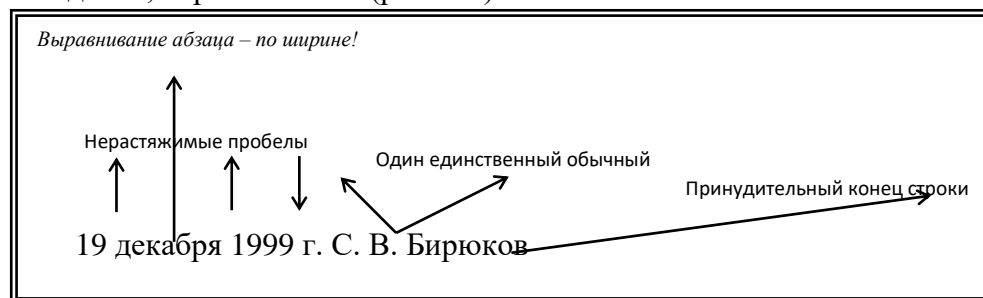 Выравнивание абзаца – по ширине!
Нерастяжимые пробелы
Один единственный обычный
Принудительный конец строки
19 декабря 1999 г. С. В. Бирюков